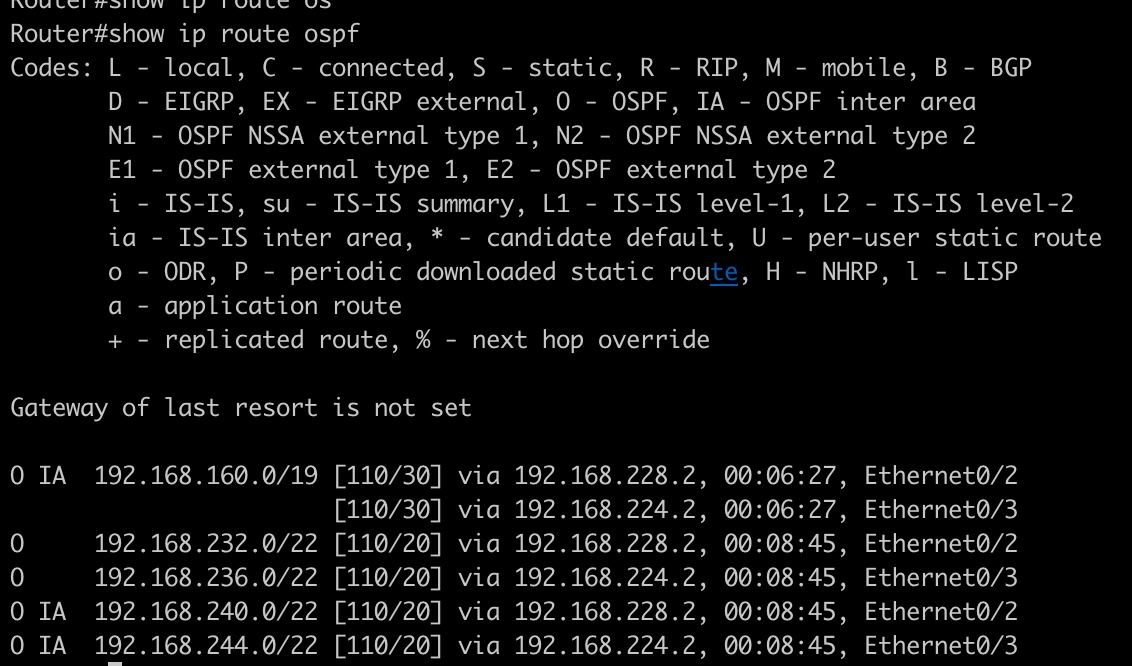 Router#show ip route os
Router#show ip route ospf
Codes: L - local, C - connected, S - static, R - RIP, M - mobile, B - BGP
       D - EIGRP, EX - EIGRP external, O - OSPF, IA - OSPF inter area
       N1 - OSPF NSSA external type 1, N2 - OSPF NSSA external type 2
       E1 - OSPF external type 1, E2 - OSPF external type 2
       i - IS-IS, su - IS-IS summary, L1 - IS-IS level-1, L2 - IS-IS level-2
       ia - IS-IS inter area, * - candidate default, U - per-user static route
       o - ODR, P - periodic downloaded static route, H - NHRP, l - LISP
       a - application route
       + - replicated route, % - next hop override
Gateway of last resort is not set
O IA  192.168.160.0/19 [110/30] via 192.168.228.2, 00:06:27, Ethernet0/2
                       [110/30] via 192.168.224.2, 00:06:27, Ethernet0/3
O     192.168.232.0/22 [110/20] via 192.168.228.2, 00:08:45, Ethernet0/2
O     192.168.236.0/22 [110/20] via 192.168.224.2, 00:08:45, Ethernet0/3
O IA  192.168.240.0/22 [110/20] via 192.168.228.2, 00:08:45, Ethernet0/2
O IA  192.168.244.0/22 [110/20] via 192.168.224.2, 00:08:45, Ethernet0/3